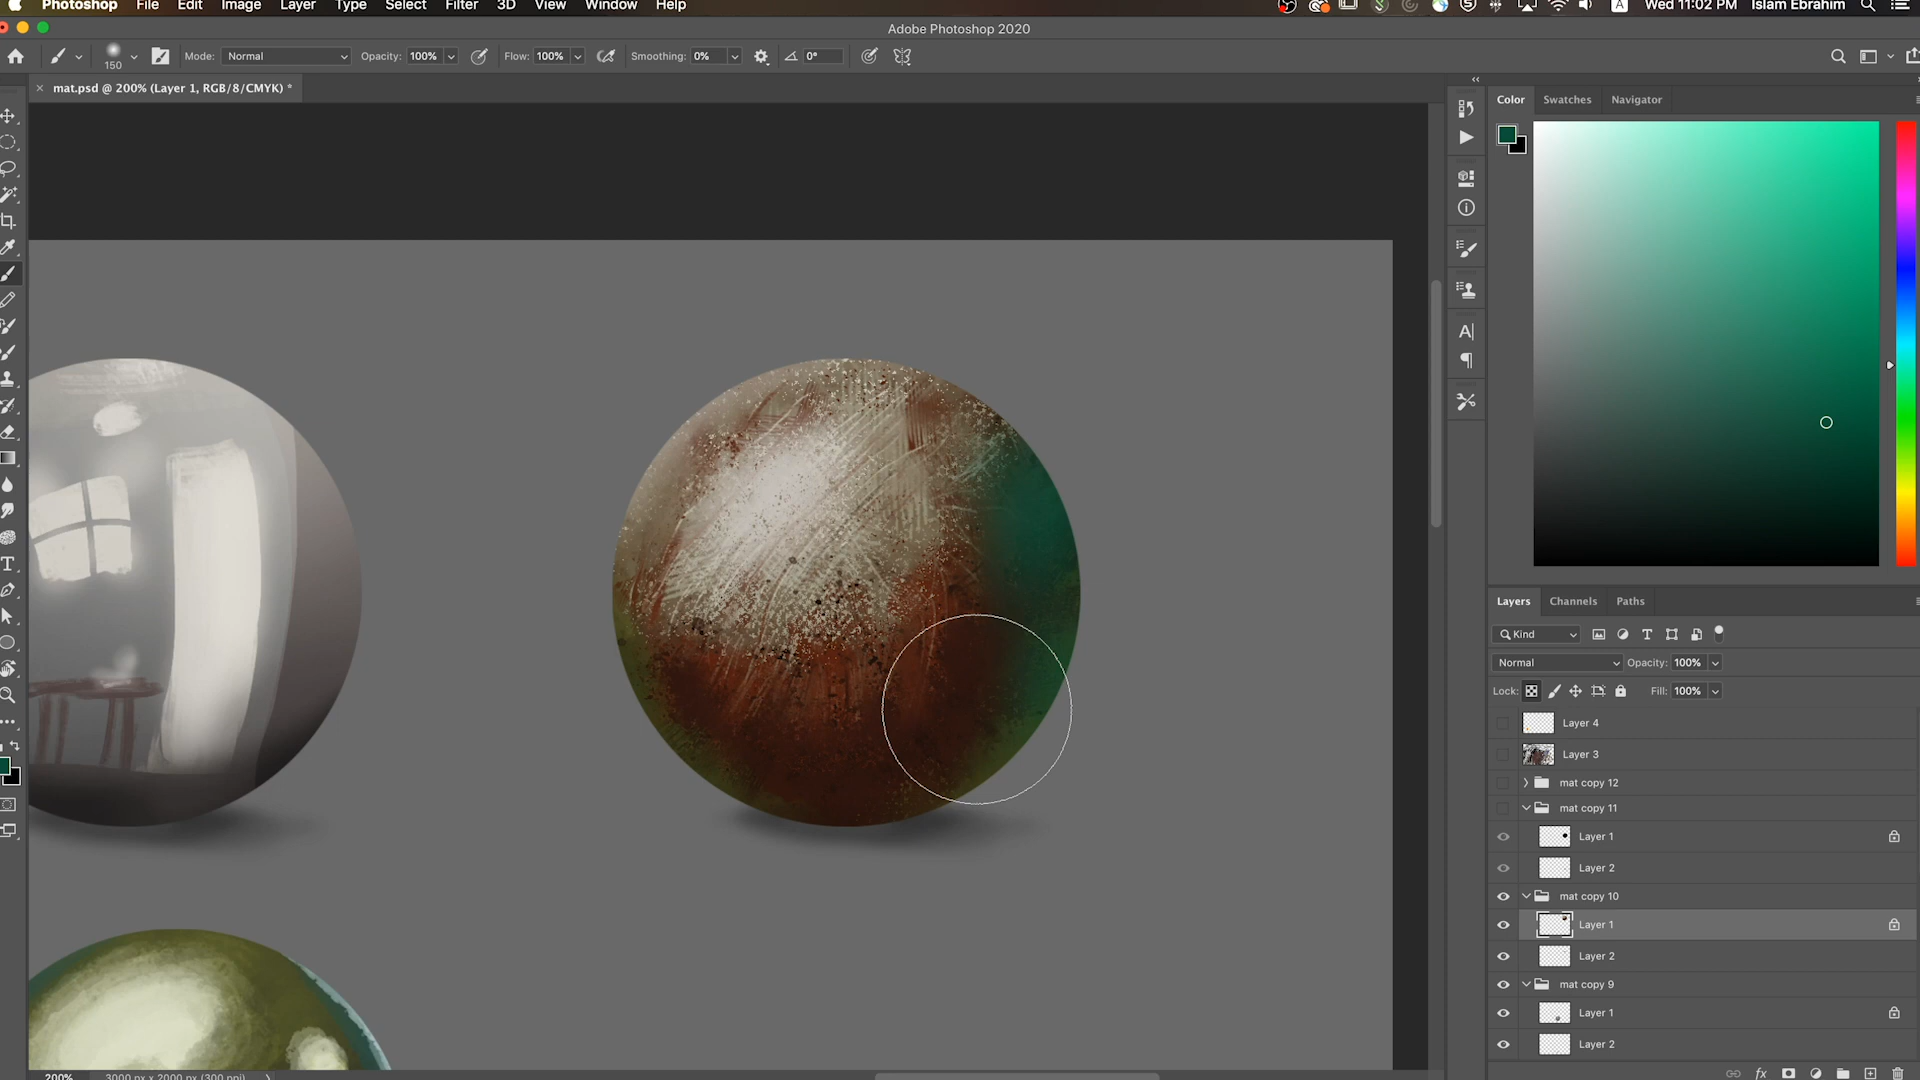 Photoshop File Edit Image Layer Type Select Filter 3D View Window Help
A Wed 11:02 PM Islam Ebrahim
Adobe Photoshop 2020
150 Mode: Normal Opacity: 100% Flow: 100% Smoothing: 0% 0°
mat.psd @ 200% (Layer 1, RGB/8/CMYK) *
Color Swatches Navigator
Layers Channels Paths
Kind
Normal Opacity: 100%
Lock: Fill: 100%
Layer 4
Layer 3
mat copy 12
mat copy 11
Layer 1
Layer 2
mat copy 10
Layer 1
Layer 2
mat copy 9
Layer 1
Layer 2
fx
200% 3000 px x 2000 px (300 ppi)